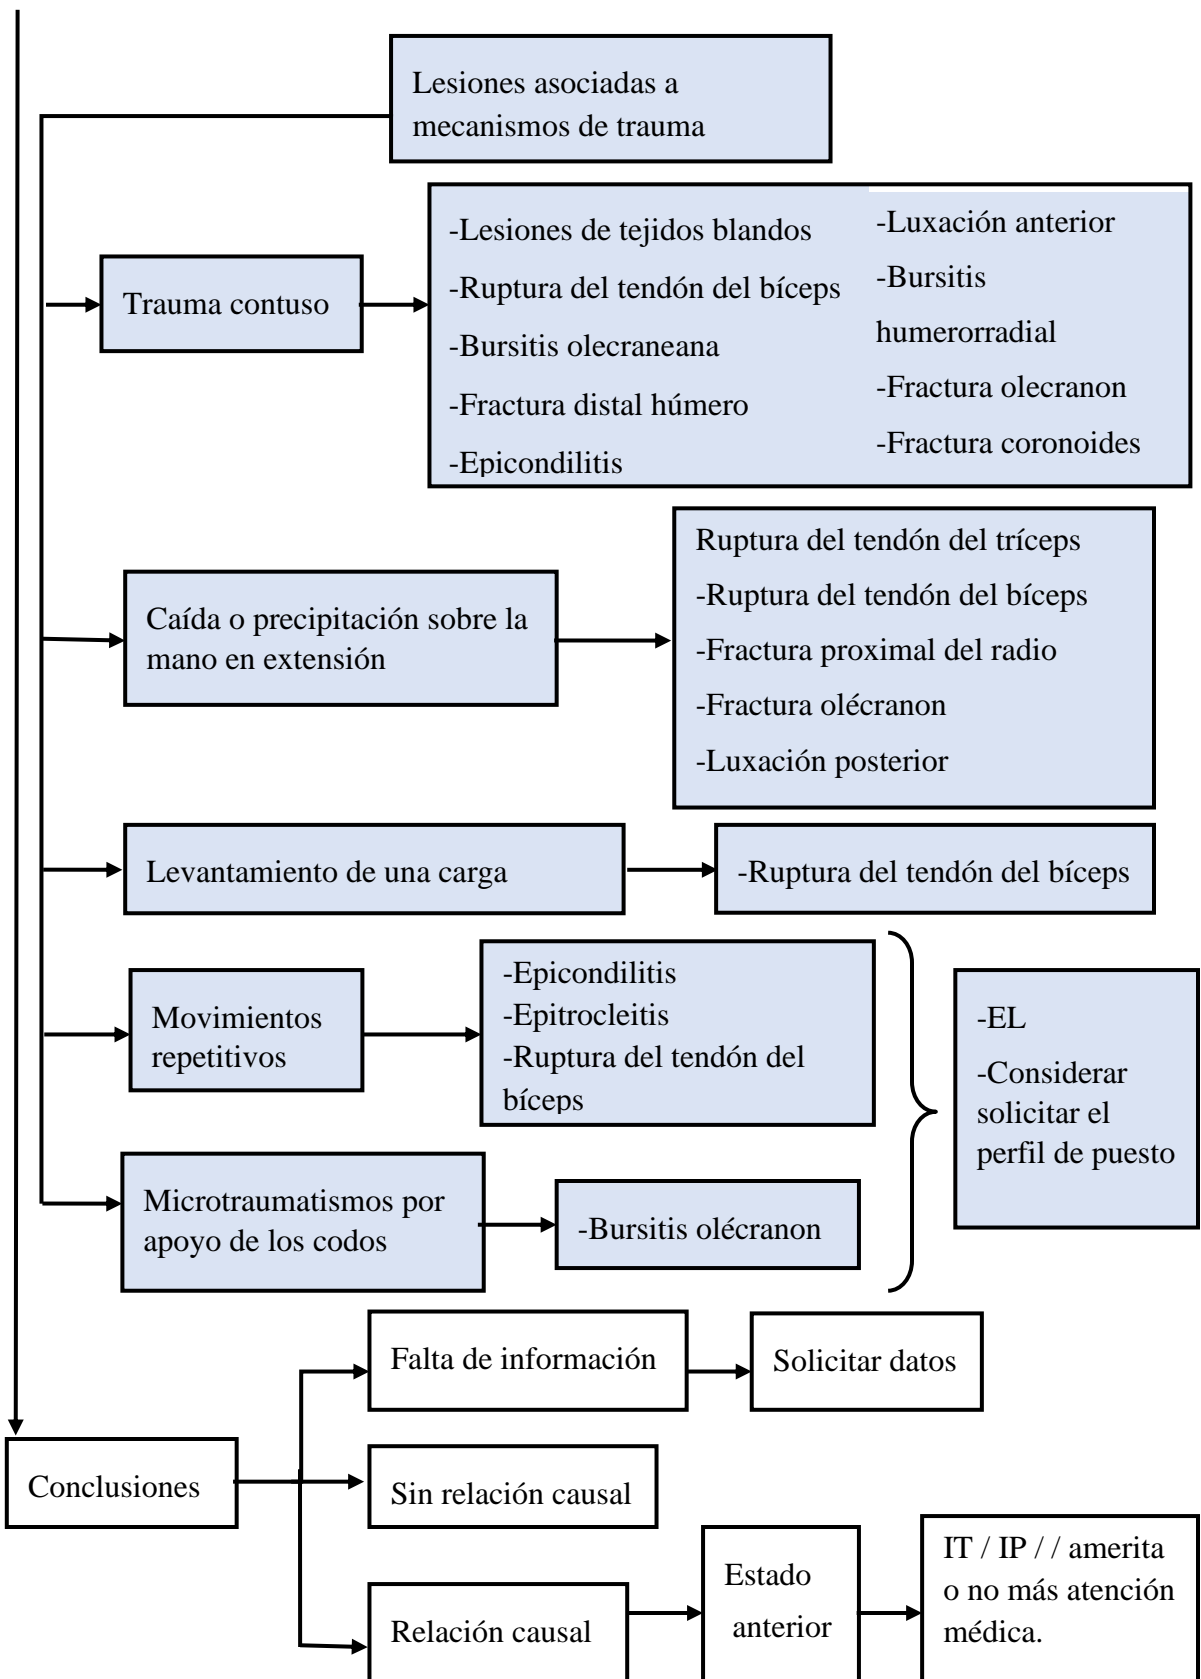 Lesiones asociadas a
mecanismos de trauma
Trauma contuso
-Lesiones de tejidos blandos
-Ruptura del tendón del bíceps
-Bursitis olecraneana
-Fractura distal húmero
-Epicondilitis
-Luxación anterior
-Bursitis
humerorradial
-Fractura olecranon
-Fractura coronoides
Caída o precipitación sobre la
mano en extensión
Ruptura del tendón del tríceps
-Ruptura del tendón del bíceps
-Fractura proximal del radio
-Fractura olécranon
-Luxación posterior
Levantamiento de una carga
-Ruptura del tendón del bíceps
Movimientos
repetitivos
-Epicondilitis
-Epitrocleitis
-Ruptura del tendón del
bíceps
-EL
-Considerar
solicitar el
perfil de puesto
Microtraumatismos por
apoyo de los codos
-Bursitis olécranon
Conclusiones
Falta de información
Solicitar datos
Sin relación causal
Relación causal
Estado
anterior
IT / IP / / amerita
o no más atención
médica.